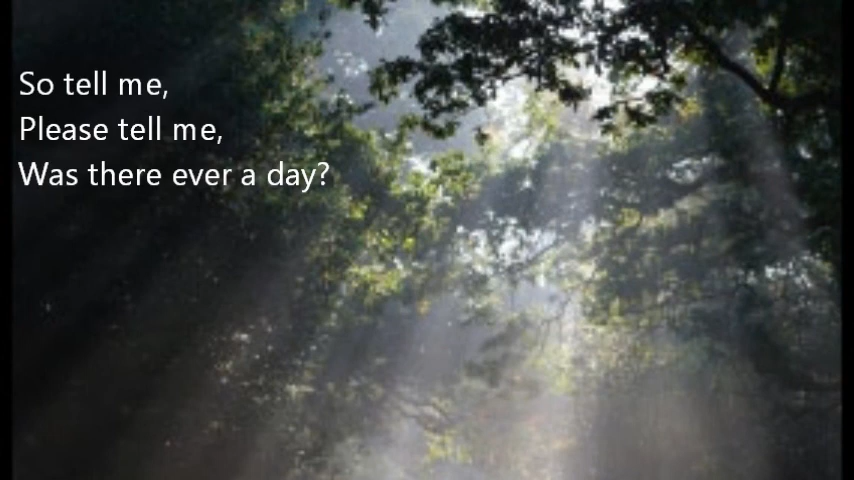 So tell me,
Please tell me,
Was there ever a day?